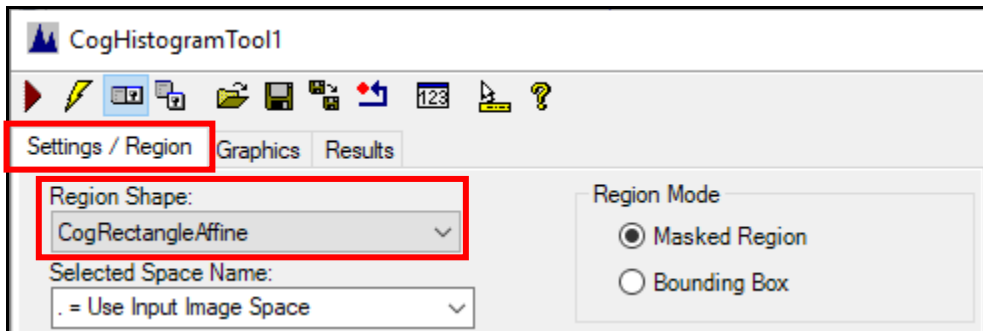 CogHistogramTool1
123
Settings / Region Graphics Results
Region Shape:
CogRectangleAffine
Selected Space Name:
. = Use Input Image Space
Region Mode
Masked Region
Bounding Box